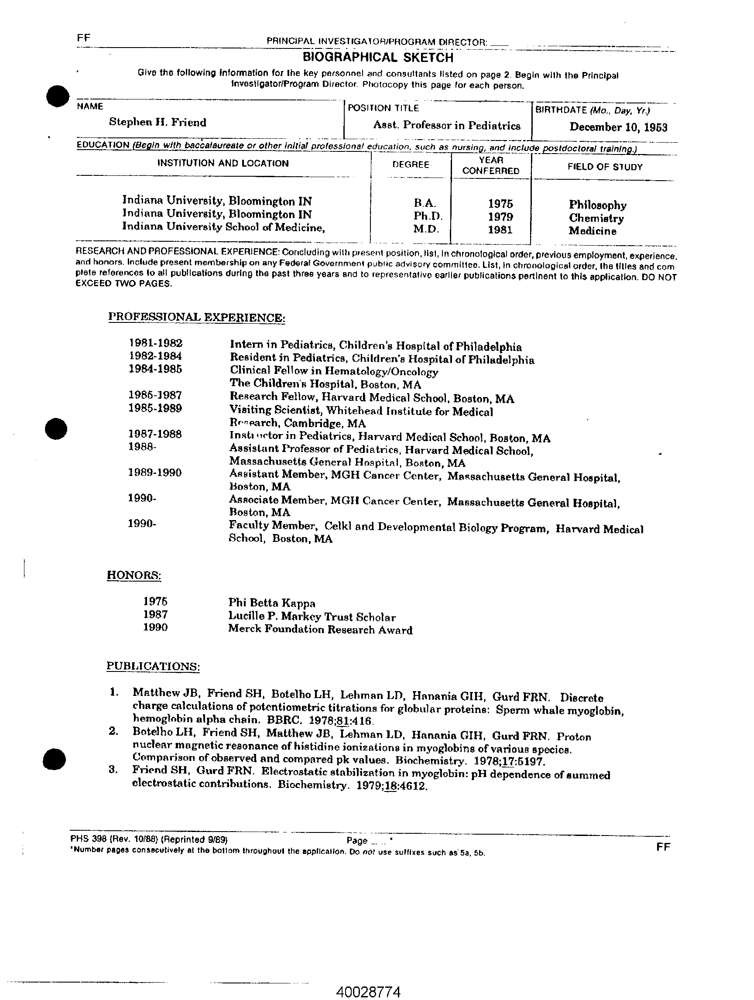 FF
PRINCIPAL INVESTIGATOR/PROGRAM DIRECTOR:
BIOGRAPHICAL SKETCH
Give the following information for the key personnel and consultants listed on page 2. Begin with the Principal
Investigator/Program Director. Photocopy this page for each person.
NAME POSITION TITLE BIRTHDATE (Mo., Day, Yr.)
Stephen H. Friend Asst. Professor in Pediatrics December 10, 1953
EDUCATION (Begin with baccalaureate or other initial professional education, such as nursing, and include postdoctoral training.)
INSTITUTION AND LOCATION DEGREE YEAR CONFERRED FIELD OF STUDY
Indiana University, Bloomington IN B.A. 1975 Philosophy
Indiana University, Bloomington IN Ph.D. 1979 Chemistry
Indiana University School of Medicine, M.D. 1981 Medicine
RESEARCH AND PROFESSIONAL EXPERIENCE: Concluding with present position, list, in chronological order, previous employment, experience,
and honors. Include present membership on any Federal Government public advisory committee. List, in chronological order, the titles and com
plete references to all publications during the past three years and to representative earlier publications pertinent to this application. DO NOT
EXCEED TWO PAGES.
PROFESSIONAL EXPERIENCE:
1981-1982 Intern in Pediatrics, Children's Hospital of Philadelphia
1982-1984 Resident in Pediatrics, Children's Hospital of Philadelphia
1984-1985 Clinical Fellow in Hematology/Oncology
The Children's Hospital, Boston, MA
1985-1987 Research Fellow, Harvard Medical School, Boston, MA
1985-1989 Visiting Scientist, Whitehead Institute for Medical
Research, Cambridge, MA
1987-1988 Instructor in Pediatrics, Harvard Medical School, Boston, MA
1988- Assistant Professor of Pediatrics, Harvard Medical School,
Massachusetts General Hospital, Boston, MA
1989-1990 Assistant Member, MGH Cancer Center, Massachusetts General Hospital,
Boston, MA
1990- Associate Member, MGH Cancer Center, Massachusetts General Hospital,
Boston, MA
1990- Faculty Member, Celkl and Developmental Biology Program, Harvard Medical
School, Boston, MA
HONORS:
1975 Phi Betta Kappa
1987 Lucille P. Markey Trust Scholar
1990 Merck Foundation Research Award
PUBLICATIONS:
1. Matthew JB, Friend SH, Botelho LH, Lehman LD, Hanania GIH, Gurd FRN. Discrete
charge calculations of potentiometric titrations for globular proteins: Sperm whale myoglobin,
hemoglobin alpha chain. BBRC. 1978;81:416.
2. Botelho LH, Friend SH, Matthew JB, Lehman LD, Hanania GIH, Gurd FRN. Proton
nuclear magnetic resonance of histidine ionizations in myoglobins of various species.
Comparison of observed and compared pk values. Biochemistry. 1978;17:5197.
3. Friend SH, Gurd FRN. Electrostatic stabilization in myoglobin: pH dependence of summed
electrostatic contributions. Biochemistry. 1979;18:4612.
PHS 398 (Rev. 10/88) (Reprinted 9/89) Page *
*Number pages consecutively at the bottom throughout the application. Do not use suffixes such as 5a, 5b.
FF
40028774